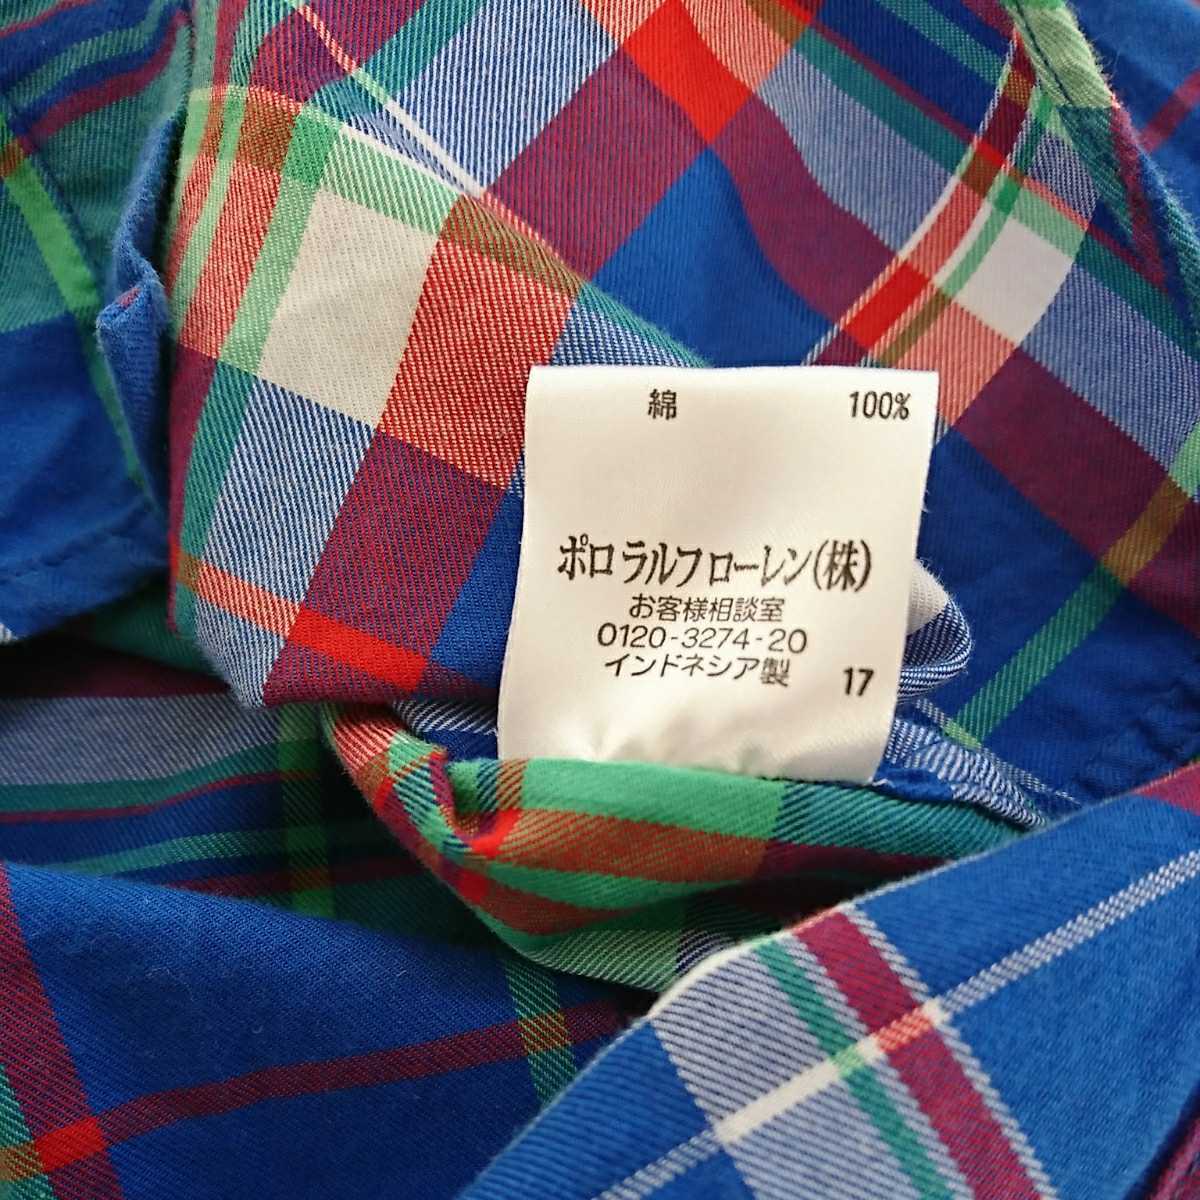 綿 100%
ポロ ラルフ ローレン(株)
お客様相談室
0120-3274-20
インドネシア製 17